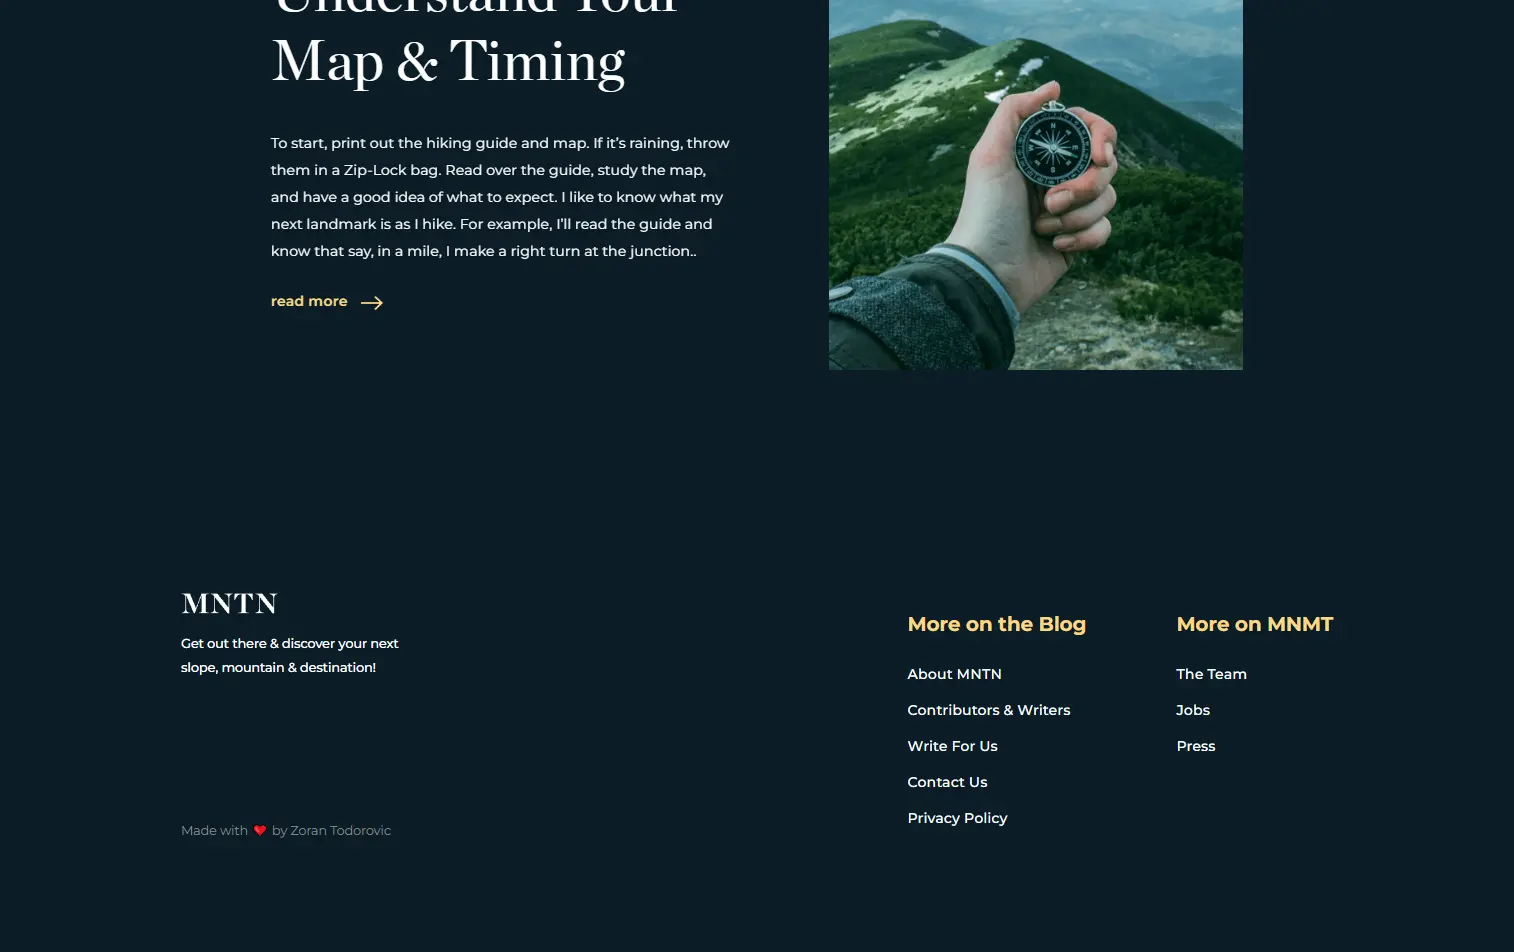 Understand Your
Map & Timing
To start, print out the hiking guide and map. If it’s raining, throw
them in a Zip-Lock bag. Read over the guide, study the map,
and have a good idea of what to expect. I like to know what my
next landmark is as I hike. For example, I’ll read the guide and
know that say, in a mile, I make a right turn at the junction..
read more
N
W
E
S
MNTN
Get out there & discover your next
slope, mountain & destination!
Made with ❤️ by Zoran Todorovic
More on the Blog
About MNTN
Contributors & Writers
Write For Us
Contact Us
Privacy Policy
More on MNMT
The Team
Jobs
Press